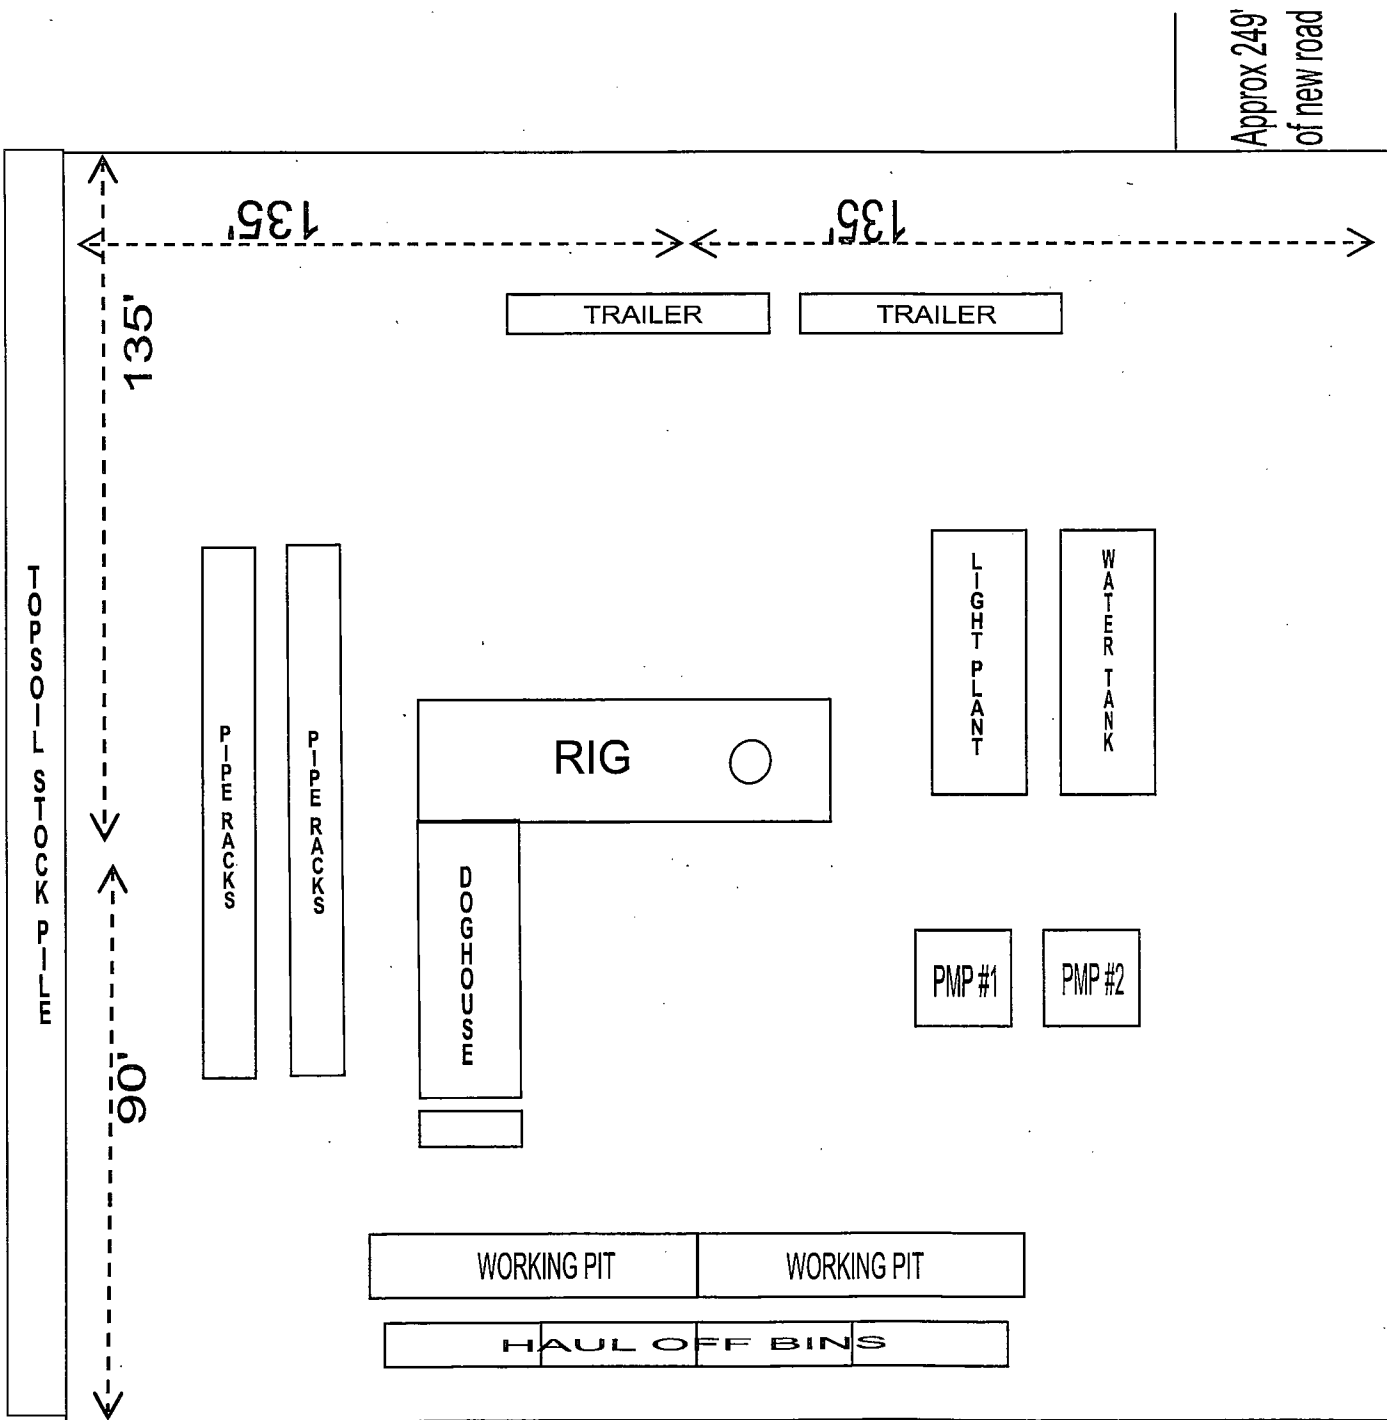 Approx 249'
of new road
135'
135'
135'
TRAILER
TRAILER
TOPSOIL STOCK PILE
PIPE RACKS
PIPE RACKS
LIGHT PLANT
WATER TANK
RIG
DOGHOUSE
PMP #1
PMP #2
90'
WORKING PIT
WORKING PIT
HAUL OFF BINS